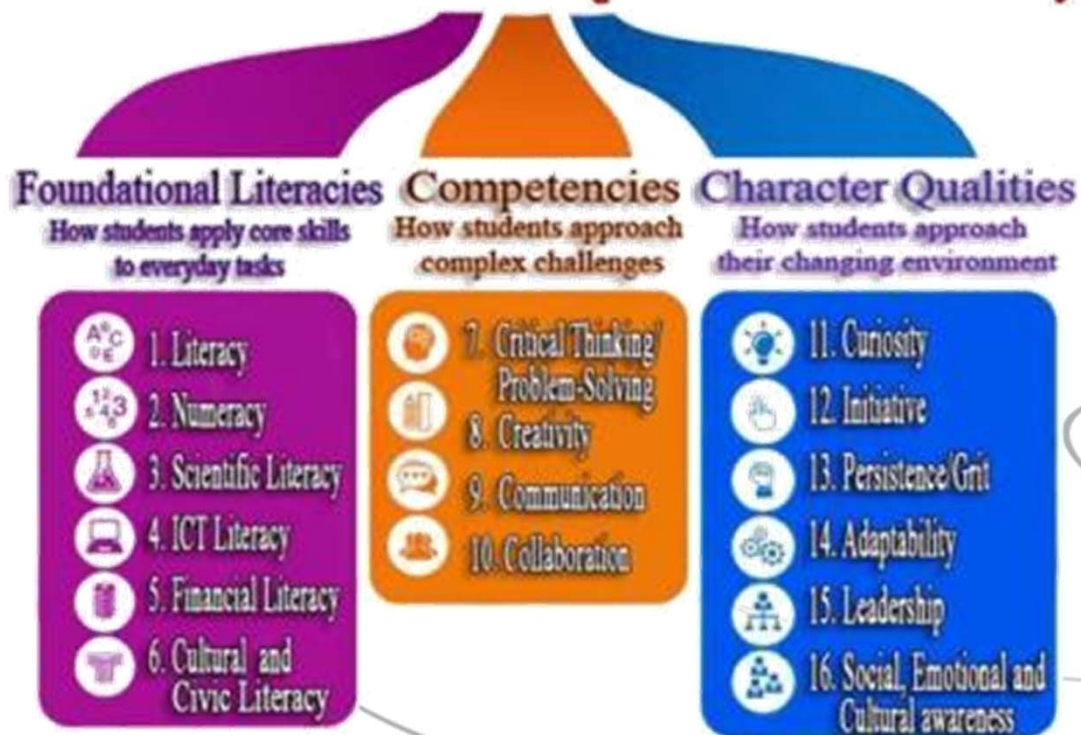 Foundational Literacies
How students apply core skills
to everyday tasks
1. Literacy
2. Numeracy
3. Scientific Literacy
4. ICT Literacy
5. Financial Literacy
6. Cultural and
Civic Literacy
Competencies
How students approach
complex challenges
7. Critical Thinking/
Problem-Solving
8. Creativity
9. Communication
10. Collaboration
Character Qualities
How students approach
their changing environment
11. Curiosity
12. Initiative
13. Persistence/Grit
14. Adaptability
15. Leadership
16. Social, Emotional and
Cultural awareness